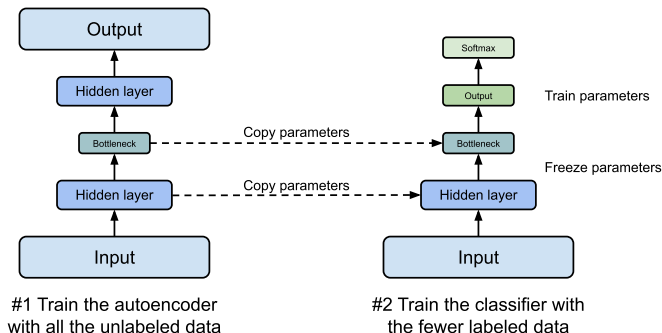 Output
Hidden layer
Bottleneck
Hidden layer
Input
#1 Train the autoencoder
with all the unlabeled data
Copy parameters
Copy parameters
Softmax
Output
Train parameters
Bottleneck
Freeze parameters
Hidden layer
Input
#2 Train the classifier with
the fewer labeled data